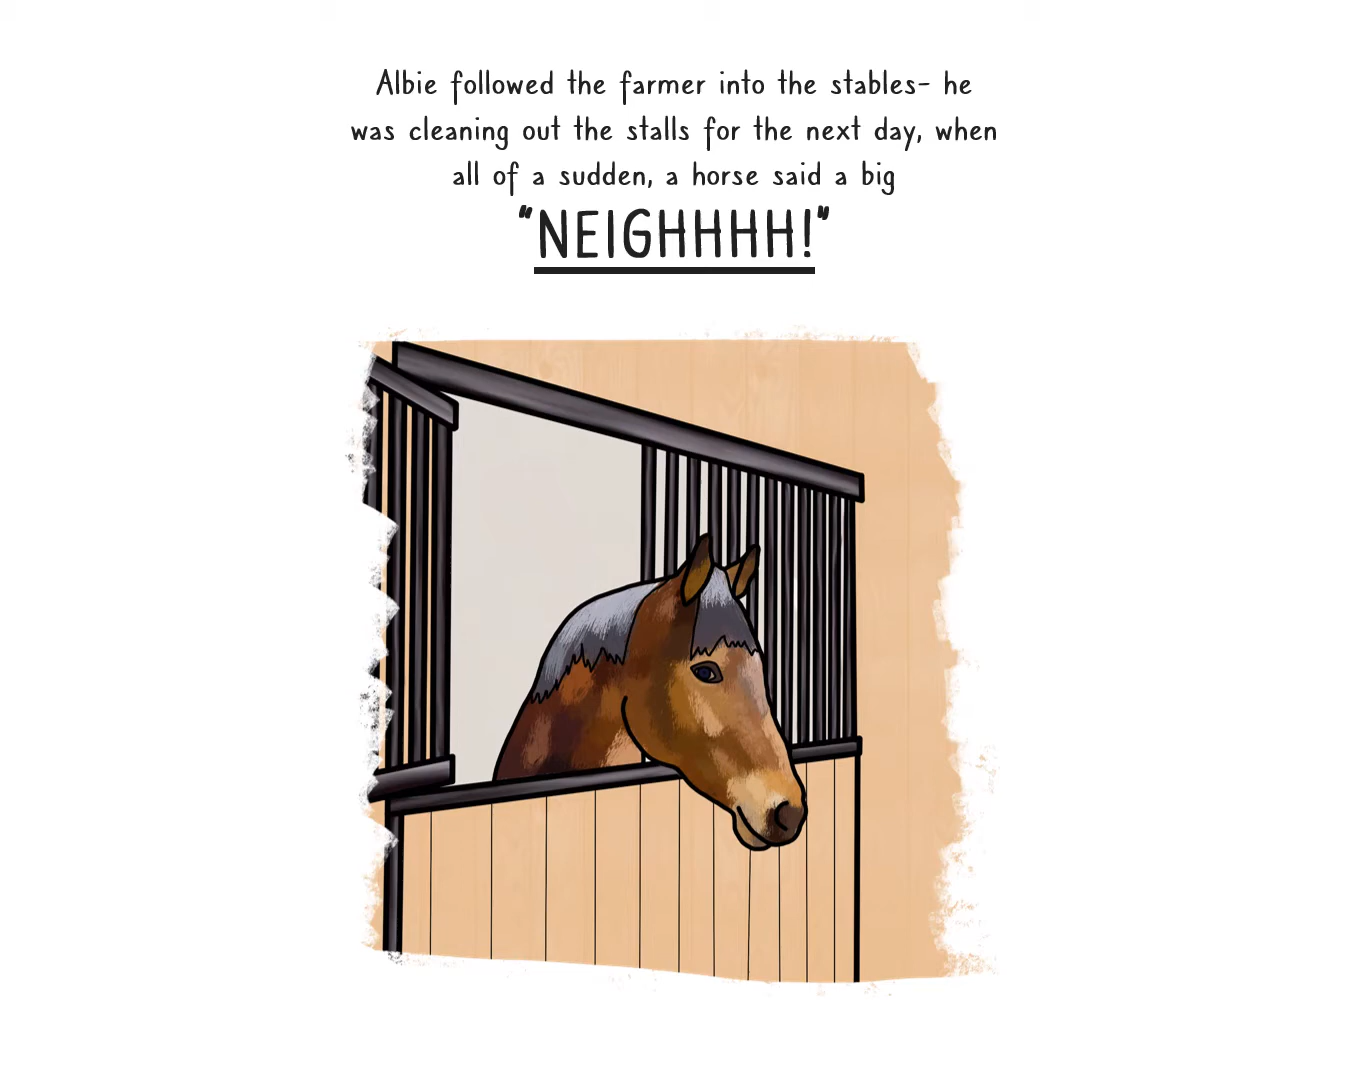 Albie followed the farmer into the stables- he
was cleaning out the stalls for the next day, when
all of a sudden, a horse said a big
"NEIGHHHH!"